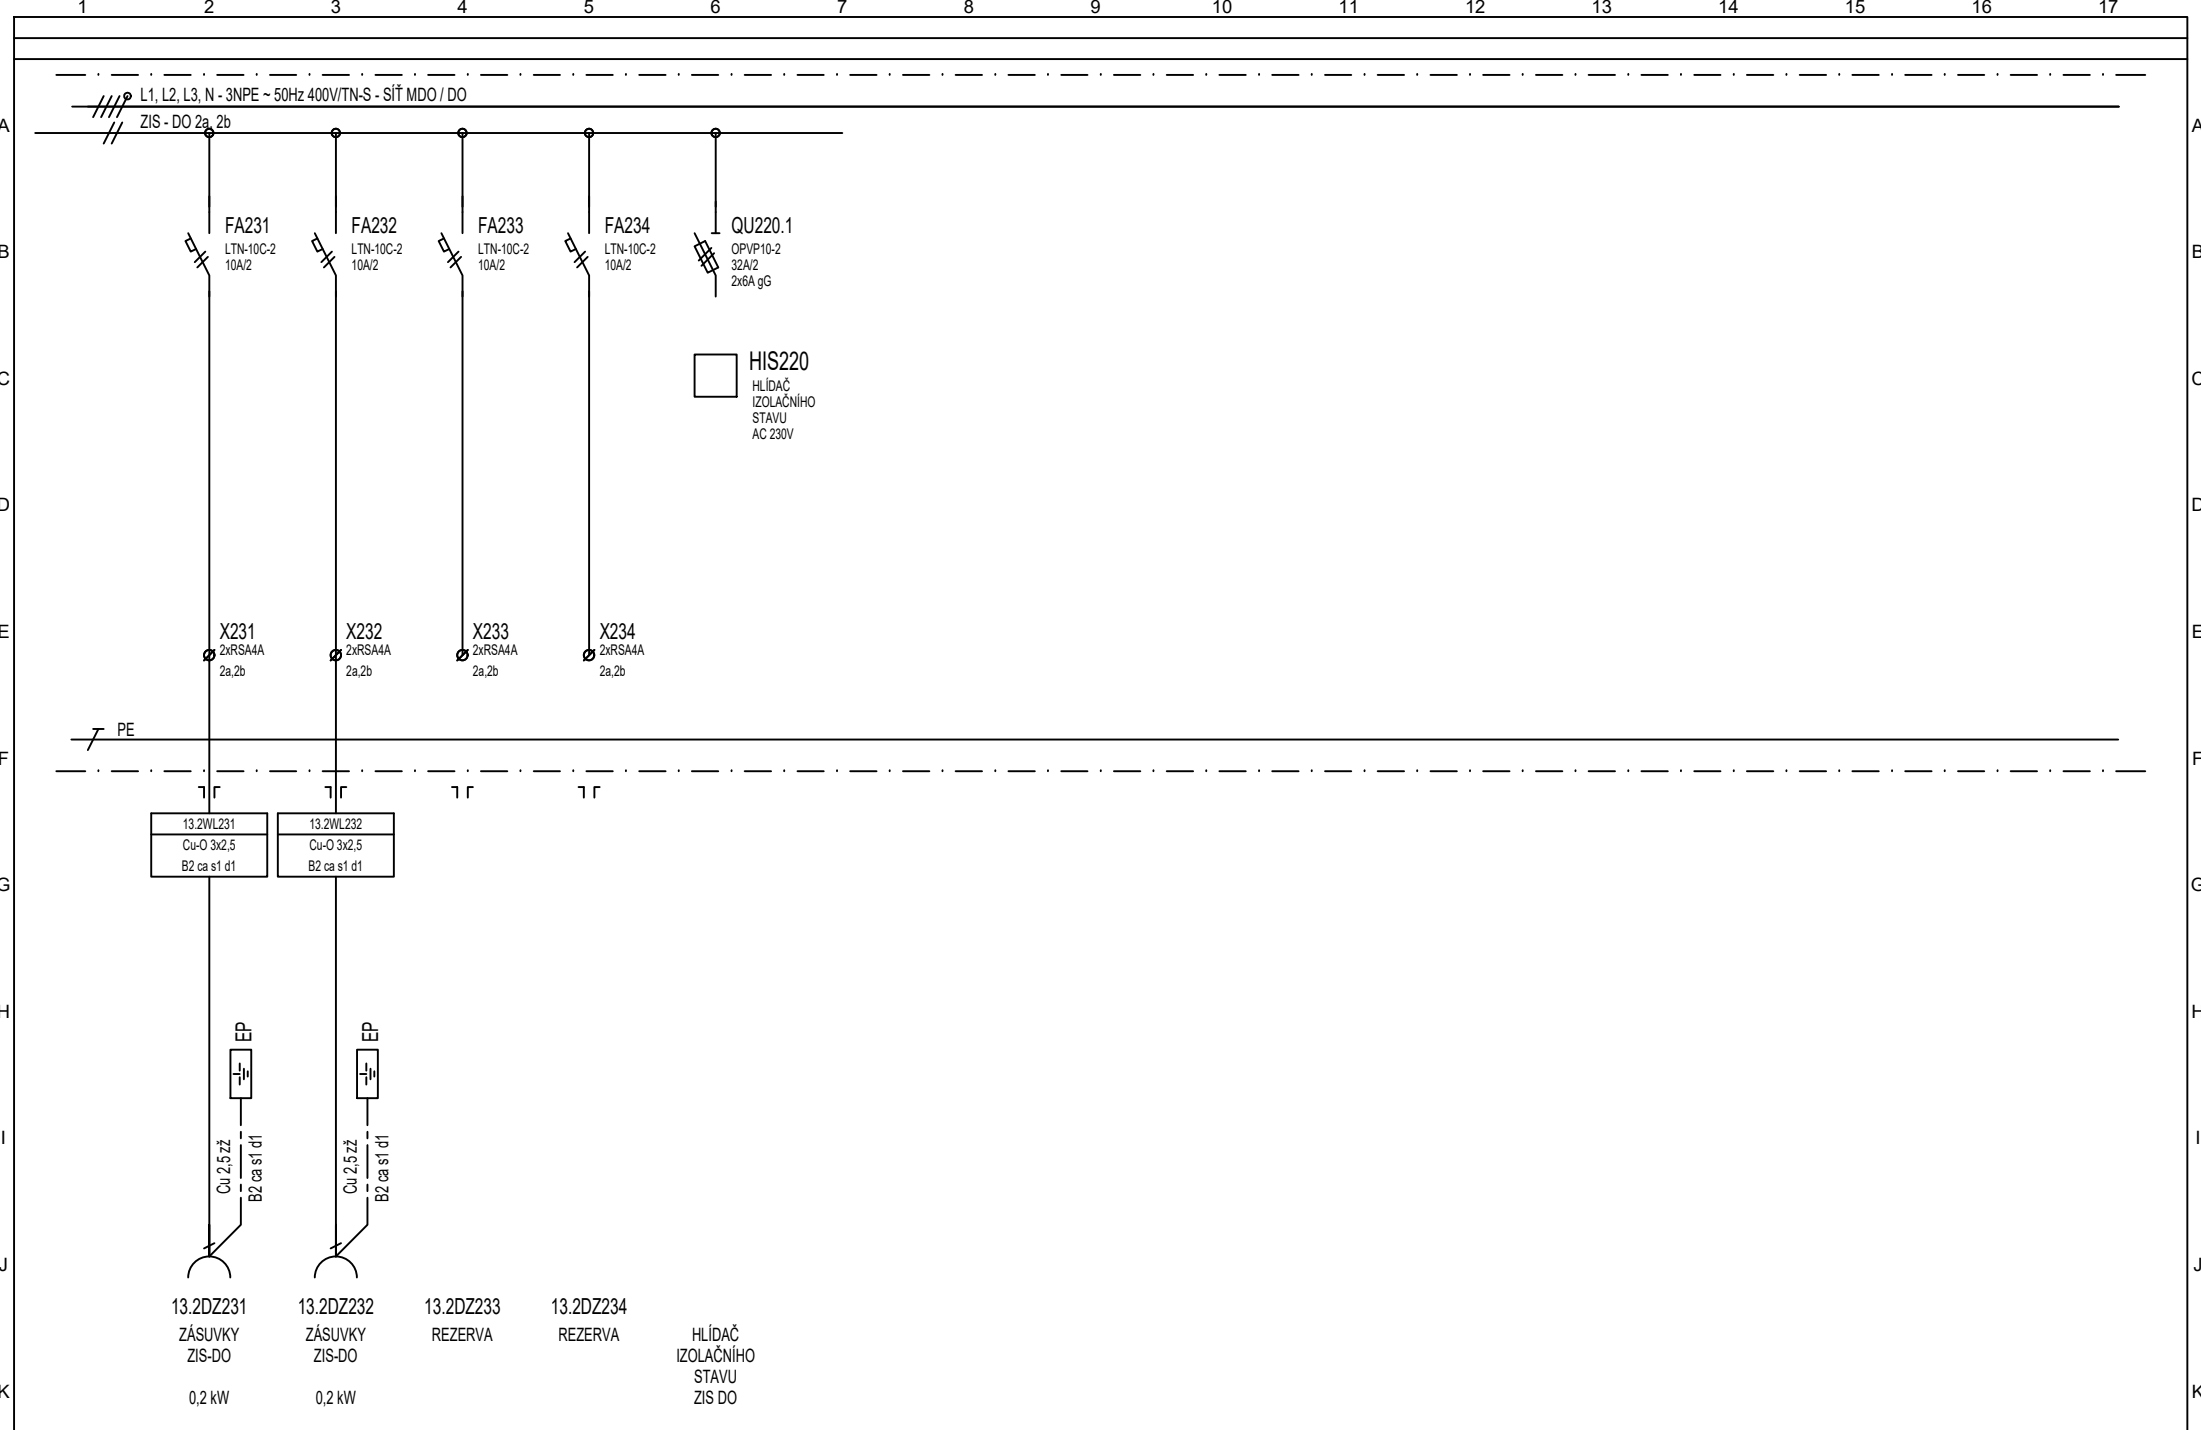 1 2 3 4 5 6 7 8 9 10 11 12 13 14 15 16 17
L1, L2, L3, N - 3NPE ~ 50Hz 400V/TN-S - SÍŤ MDO / DO
A A
ZIS - DO 2a, 2b
FA231 FA232 FA233 FA234 QU220.1
B LTN-10C-2 LTN-10C-2 LTN-10C-2 LTN-10C-2 OPVP10-2 B
10A/2 10A/2 10A/2 10A/2 32A/2
2x6A gG
HIS220
C HLÍDAČ C
IZOLAČNÍHO
STAVU
AC 230V
D D
E X231 X232 X233 X234 E
2xRSA4A 2xRSA4A 2xRSA4A 2xRSA4A
2a,2b 2a,2b 2a,2b 2a,2b
PE
F F
13.2WL231 13.2WL232
Cu-O 3x2,5 Cu-O 3x2,5
B2 ca s1 d1 B2 ca s1 d1
G G
H H
EP EP
I I
Cu 2,5 zž B2 ca s1 d1 Cu 2,5 zž B2 ca s1 d1
J J
13.2DZ231 13.2DZ232 13.2DZ233 13.2DZ234
ZÁSUVKY ZÁSUVKY REZERVA REZERVA HLÍDAČ
ZIS-DO ZIS-DO IZOLAČNÍHO
STAVU
K 0,2 kW 0,2 kW ZIS DO K